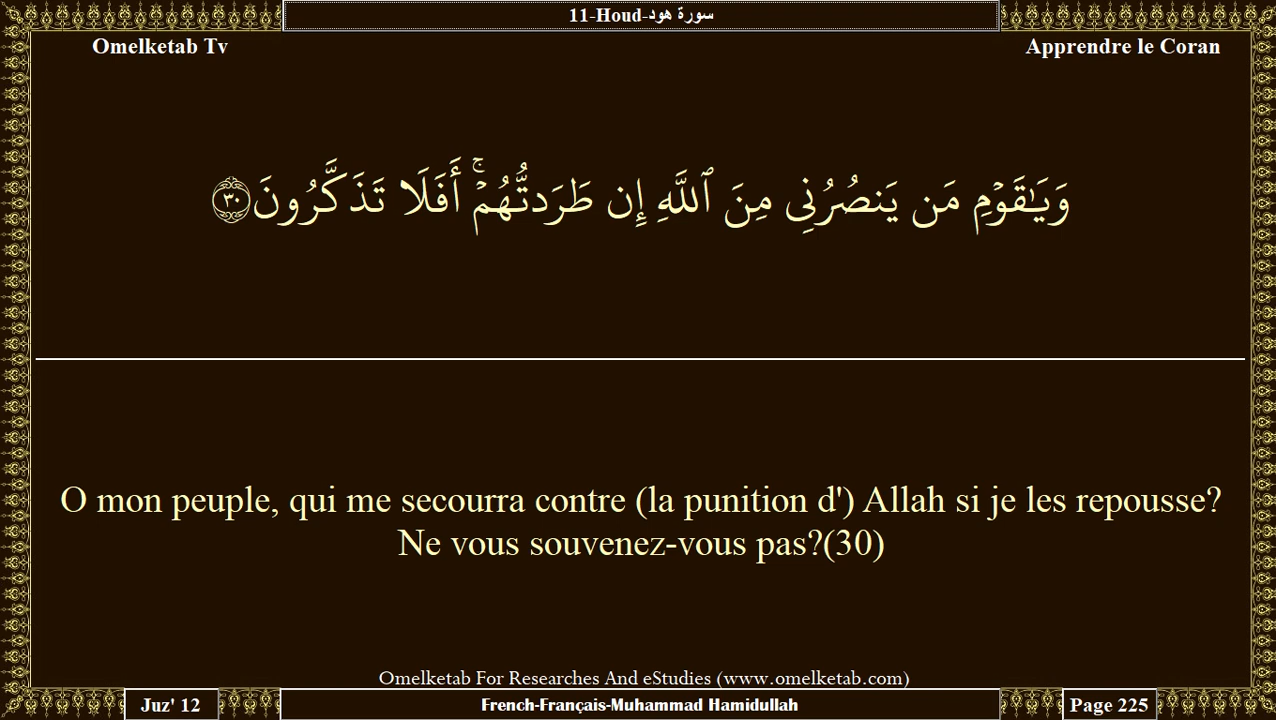 11-Houd-سورة هود
Omelketab Tv
Apprendre le Coran
وَيَٰقَوْمِ مَن يَنصُرُنِى مِنَ ٱللَّهِ إِن طَرَدتُّهُمْ ۚ أَفَلَا تَذَكَّرُونَ ٣٠
O mon peuple, qui me secourra contre (la punition d') Allah si je les repousse?
Ne vous souvenez-vous pas?(30)
Omelketab For Researches And eStudies (www.omelketab.com)
Juz' 12
French-Français-Muhammad Hamidullah
Page 225